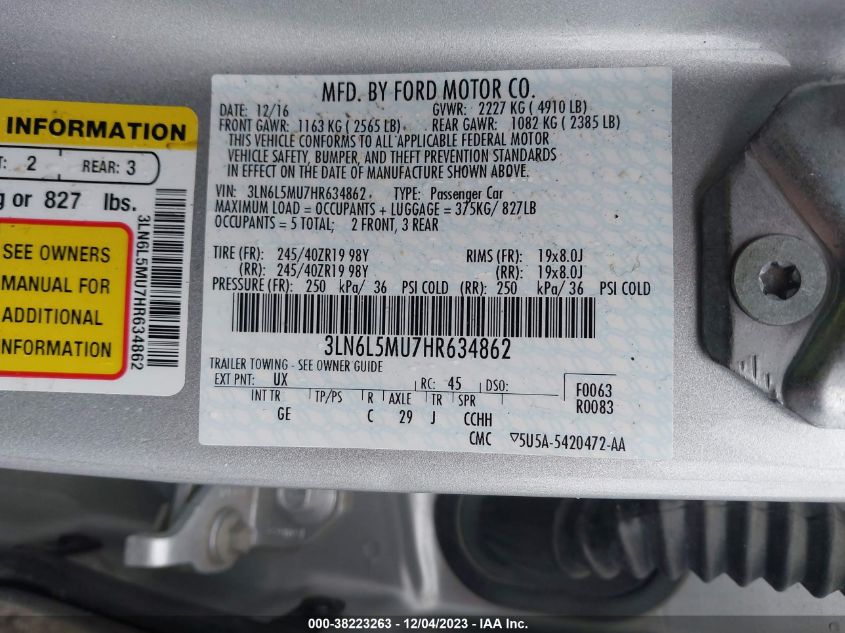 INFORMATION
T: 2 REAR: 3
g or 827 lbs.
SEE OWNERS
MANUAL FOR
ADDITIONAL
INFORMATION
3LN6L5MU7HR634862
MFD. BY FORD MOTOR CO.
DATE: 12/16 GVWR: 2227 KG ( 4910 LB)
FRONT GAWR: 1163 KG ( 2565 LB) REAR GAWR: 1082 KG ( 2385 LB)
THIS VEHICLE CONFORMS TO ALL APPLICABLE FEDERAL MOTOR
VEHICLE SAFETY, BUMPER, AND THEFT PREVENTION STANDARDS
IN EFFECT ON THE DATE OF MANUFACTURE SHOWN ABOVE.
VIN: 3LN6L5MU7HR634862 TYPE: Passenger Car
MAXIMUM LOAD = OCCUPANTS + LUGGAGE = 375KG/ 827LB
OCCUPANTS = 5 TOTAL; 2 FRONT, 3 REAR
TIRE (FR): 245/40ZR19 98Y RIMS (FR): 19x8.0J
(RR): 245/40ZR19 98Y (RR): 19x8.0J
PRESSURE (FR): 250 kPa/ 36 PSI COLD (RR): 250 kPa/ 36 PSI COLD
3LN6L5MU7HR634862
TRAILER TOWING - SEE OWNER GUIDE
EXT PNT: UX RC: 45 DSO: F0063
INT TR TP/PS R AXLE TR SPR R0083
GE C 29 J CCHH
CMC ▽5U5A-5420472-AA
000-38223263 - 12/04/2023 - IAA Inc.